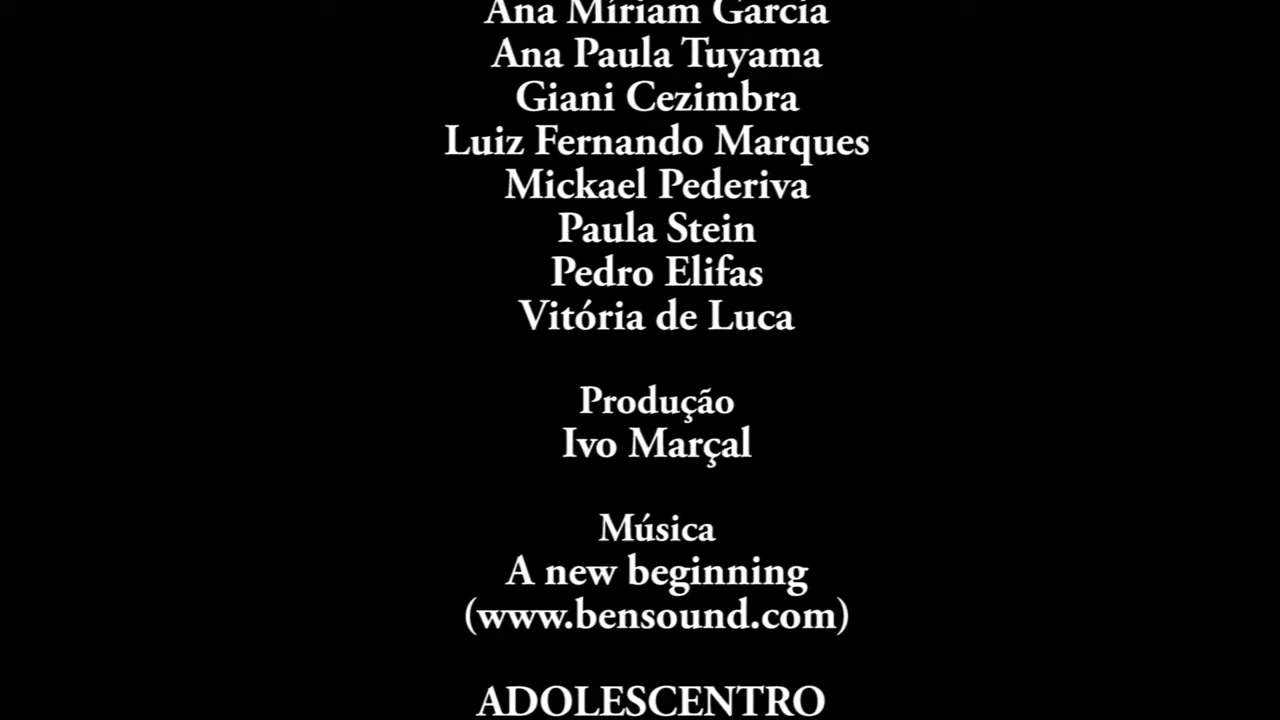 Ana Míriam Garcia
Ana Paula Tuyama
Giani Cezimbra
Luiz Fernando Marques
Mickael Pederiva
Paula Stein
Pedro Elifas
Vitória de Luca
Produção
Ivo Marçal
Música
A new beginning
(www.bensound.com)
ADOLESCENTRO